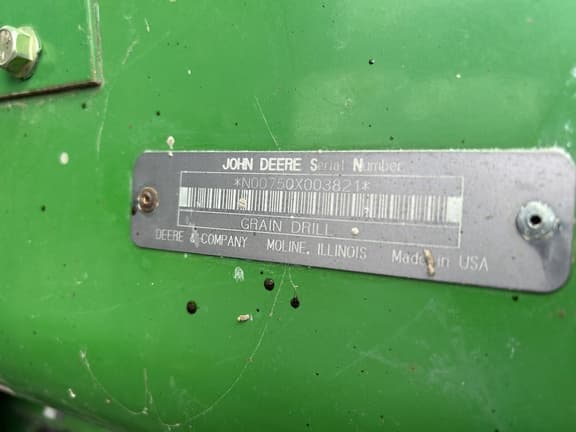 JOHN DEERE Serial Number
*N00750X003821*
GRAIN DRILL
DEERE & COMPANY MOLINE, ILLINOIS Made in USA